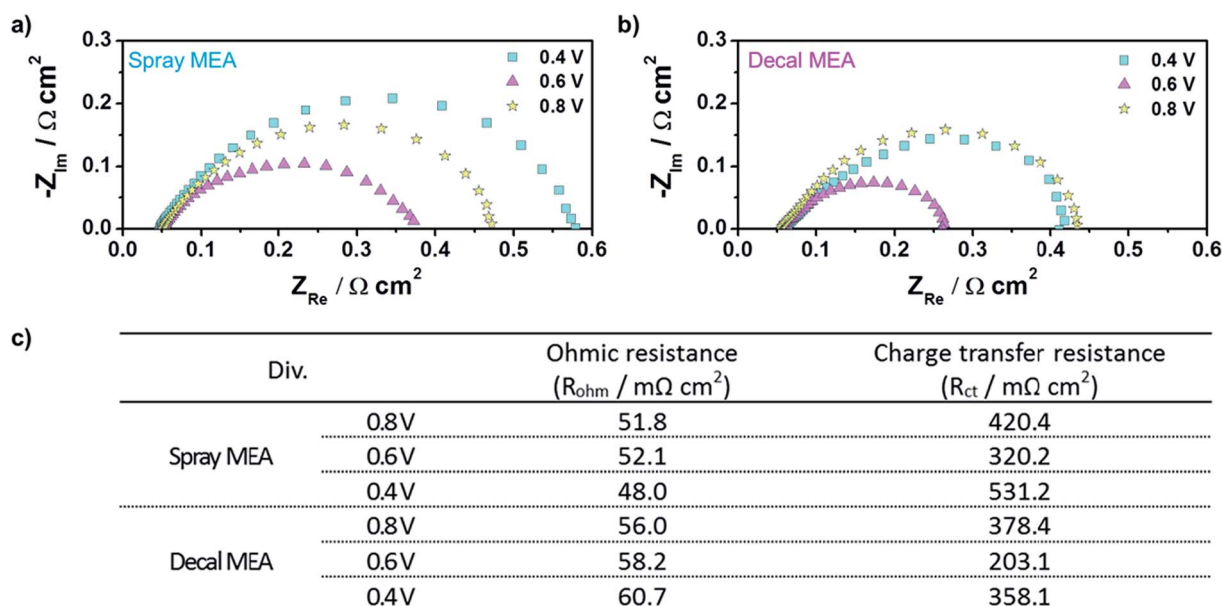 a)
0.3
0.2
0.1
0.0
-Z_Im / Ω cm²
Spray MEA
0.4 V
0.6 V
0.8 V
0.0 0.1 0.2 0.3 0.4 0.5 0.6
Z_Re / Ω cm²
b)
0.3
0.2
0.1
0.0
-Z_Im / Ω cm²
Decal MEA
0.4 V
0.6 V
0.8 V
0.0 0.1 0.2 0.3 0.4 0.5 0.6
Z_Re / Ω cm²
c)
Div. Ohmic resistance (R_ohm / mΩ cm²) Charge transfer resistance (R_ct / mΩ cm²)
0.8V 51.8 420.4
Spray MEA 0.6V 52.1 320.2
0.4V 48.0 531.2
0.8V 56.0 378.4
Decal MEA 0.6V 58.2 203.1
0.4V 60.7 358.1